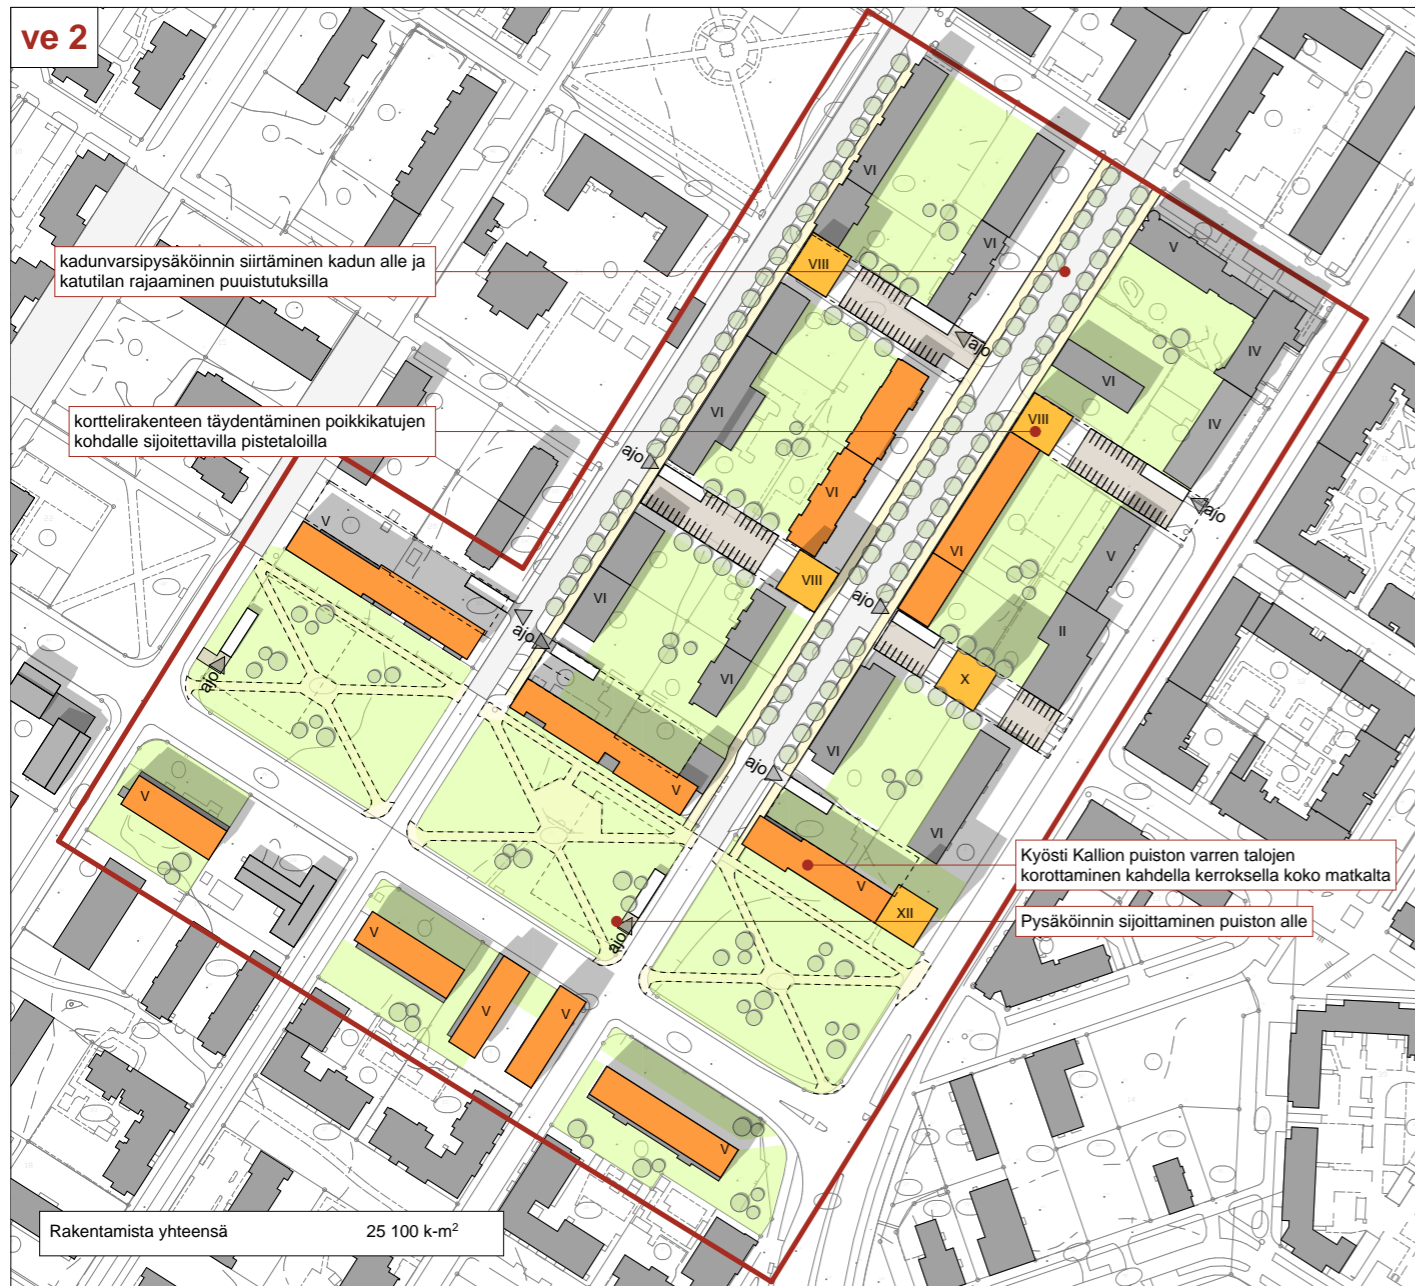 ve 2
VI
VI
V
VIII
kadunvarsipysäköinnin siirtäminen kadun alle ja
katutilan rajaaminen puuistutuksilla
ajo
IV
VI
VI
VIII
korttelirakenteen täydentäminen poikkikatujen
kohdalle sijoitettavilla pistetaloilla
IV
ajo
VI
ajo
V
VI
V
VIII
VI
ajo
II
ajo
ajo
X
VI
VI
V
V
ajo
VI
VI
V
XII
Kyösti Kallion puiston varren talojen
korottaminen kahdella kerroksella koko matkalta
Pysäköinnin sijoittaminen puiston alle
ajo
V
V
V
V
Rakentamista yhteensä 25 100 k-m²